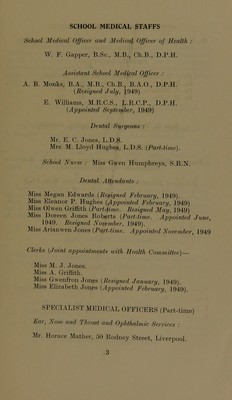 SCHOOL MEDICAL STAFFS
School Medical Officer and Medical Officer of Health :
W. F. Gapper, B.Sc., M.B., Ch.B., D.P.H.
Assistant School Medical Officer :
A. B. Monks, B.A., M.B., Ch.B., B.A.O., D.P.H.
(Resigned July, 1949)
E. Williams, M.R.C.S., L.R.C.P., D.P.H.
(Appointed September, 1949)
Dental Surgeons :
Mr. E. C. Jones, L.D.S.
Mrs. M. Lloyd Hughes, L.D.S. (Part-time).
School Nurse : Miss Gwen Humphreys, S.R.N.
Dental Attendants :
Miss Megan Edwards (Resigned February, 1949)
Miss Eleanor P. Hughes (Appointed February, 1949)
Miss Olwen Griffith (Part-time. Resigned May, 1949)
Miss Doreen Jones Roberts (Part-time. Appointed June,
1949. Resigned November, 1949).
Miss Arianwen Jones (Part-time. Appointed November, 1949
Clerks (Joint appointments with Health Committee)—
Miss M. J. Jones.
Miss A. Griffith.
Miss Gwenfron Jones (Resigned January, 1949).
Miss Elizabeth Jones (Appointed February, 1949).
SPECIALIST MEDICAL OFFICERS (Part-time)
Ear, Nose and Throat and Ophthalmic Services :
Mr. Horace Mather, 50 Rodney Street, Liverpool.
3